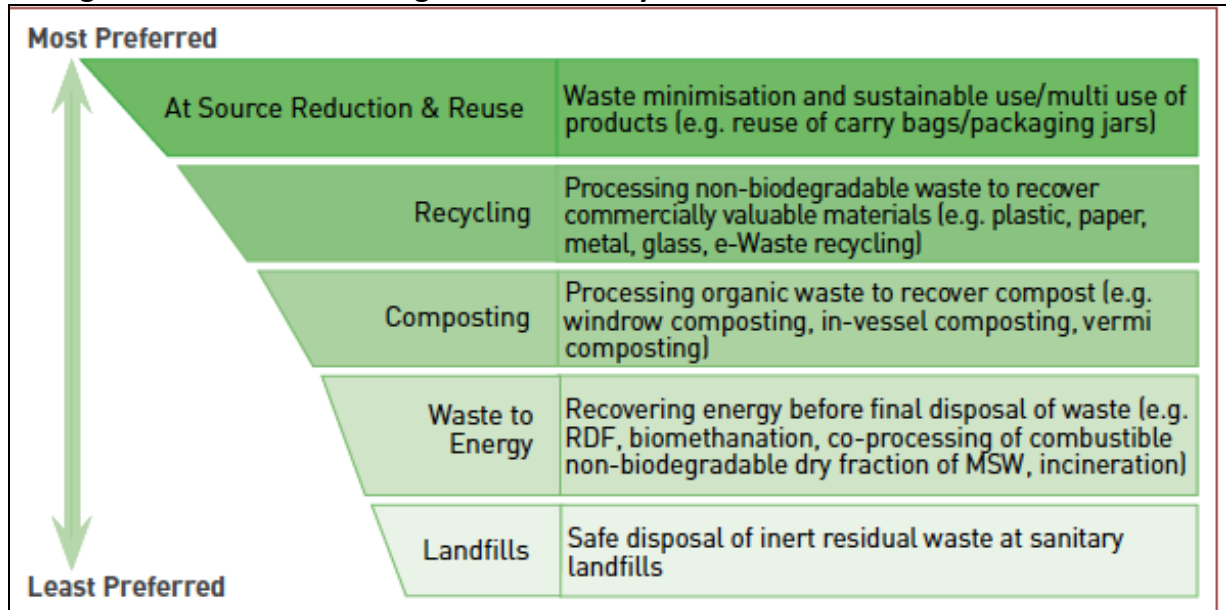 Most Preferred
At Source Reduction & Reuse
Waste minimisation and sustainable use/multi use of
products (e.g. reuse of carry bags/packaging jars)
Recycling
Processing non-biodegradable waste to recover
commercially valuable materials (e.g. plastic, paper,
metal, glass, e-Waste recycling)
Composting
Processing organic waste to recover compost (e.g.
windrow composting, in-vessel composting, vermi
composting)
Waste to
Energy
Recovering energy before final disposal of waste (e.g.
RDF, biomethanation, co-processing of combustible
non-biodegradable dry fraction of MSW, incineration)
Landfills
Safe disposal of inert residual waste at sanitary
landfills
Least Preferred